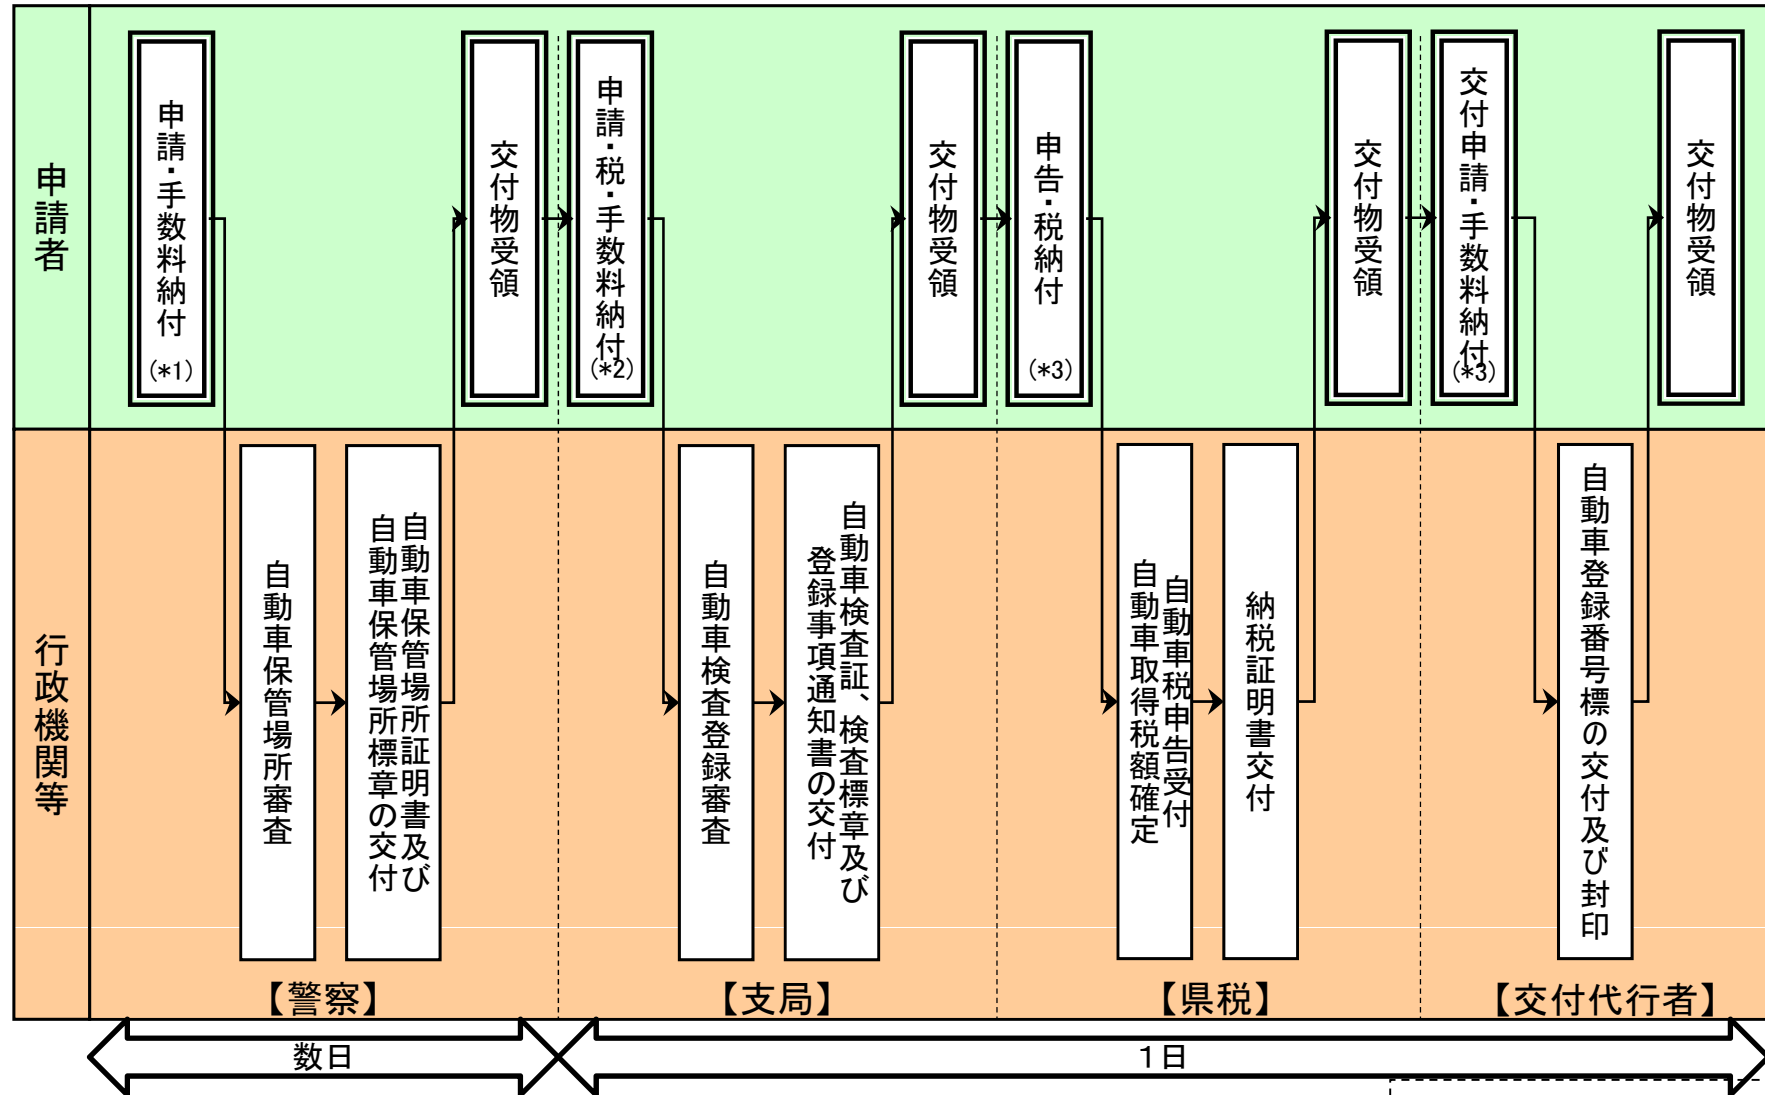 申請者
申請・手数料納付
(*1)
交付物受領
申請・税・手数料納付
(*2)
交付物受領
申告・税納付
(*3)
交付物受領
交付申請・手数料納付
(*3)
交付物受領
行政機関等
自動車保管場所審査
自動車保管場所証明書及び
自動車保管場所標章の交付
自動車検査登録審査
自動車検査証、検査標章及び
登録事項通知書の交付
自動車税申告受付
自動車取得税額確定
納税証明書交付
自動車登録番号標の交付及び封印
【警察】
【支局】
【県税】
【交付代行者】
数日
1日